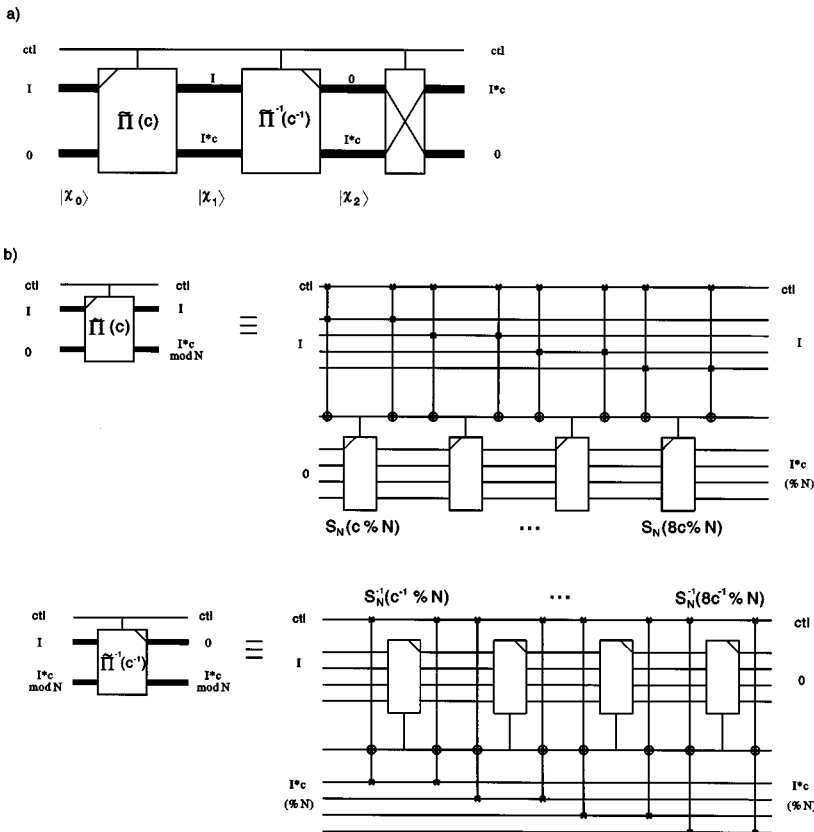 a)
ctl ctl
I I 0 I*c
Π̃ (c) Π̃⁻¹(c⁻¹)
0 I*c I*c 0
|χ₀⟩ |χ₁⟩ |χ₂⟩
b)
ctl ctl
I I
Π̃ (c) ≡
0 I*c
mod N
ctl ctl
I I
0 I*c
(% N)
S_N(c % N) ... S_N(8c% N)
S_N⁻¹(c⁻¹ % N) ... S_N⁻¹(8c⁻¹% N)
ctl ctl
I 0
Π̃⁻¹(c⁻¹) ≡
I*c I*c
mod N mod N
ctl ctl
I 0
I*c I*c
(% N) (% N)